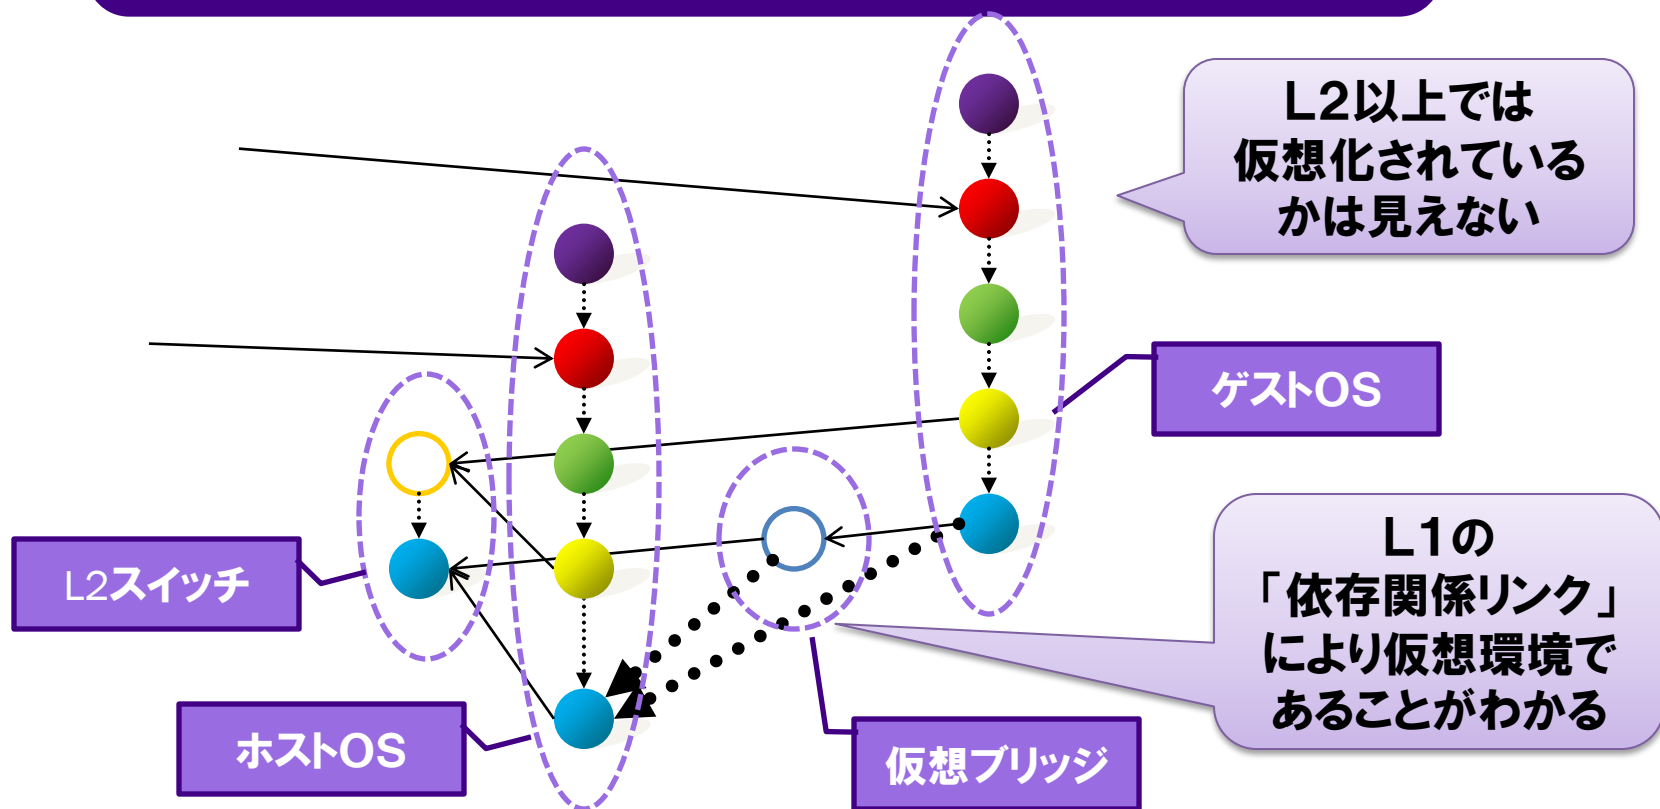 L2以上では
仮想化されている
かは見えない
ゲストOS
L2スイッチ
L1の
「依存関係リンク」
により仮想環境で
あることがわかる
ホストOS
仮想ブリッジ